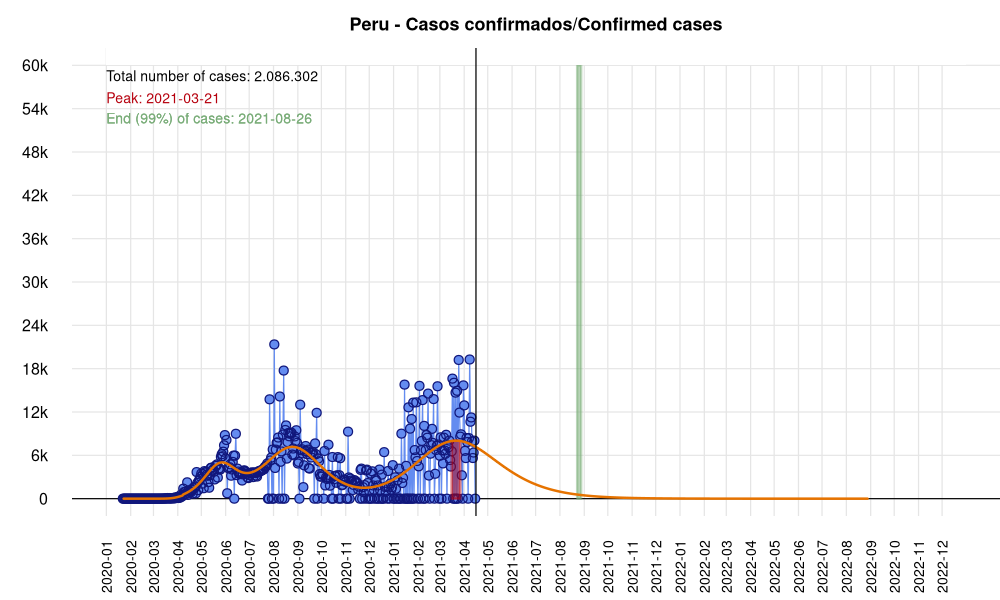 Peru - Casos confirmados/Confirmed cases
Total number of cases: 2.086.302
Peak: 2021-03-21
End (99%) of cases: 2021-08-26
60k
54k
48k
42k
36k
30k
24k
18k
12k
6k
0
2020-01
2020-02
2020-03
2020-04
2020-05
2020-06
2020-07
2020-08
2020-09
2020-10
2020-11
2020-12
2021-01
2021-02
2021-03
2021-04
2021-05
2021-06
2021-07
2021-08
2021-09
2021-10
2021-11
2021-12
2022-01
2022-02
2022-03
2022-04
2022-05
2022-06
2022-07
2022-08
2022-09
2022-10
2022-11
2022-12